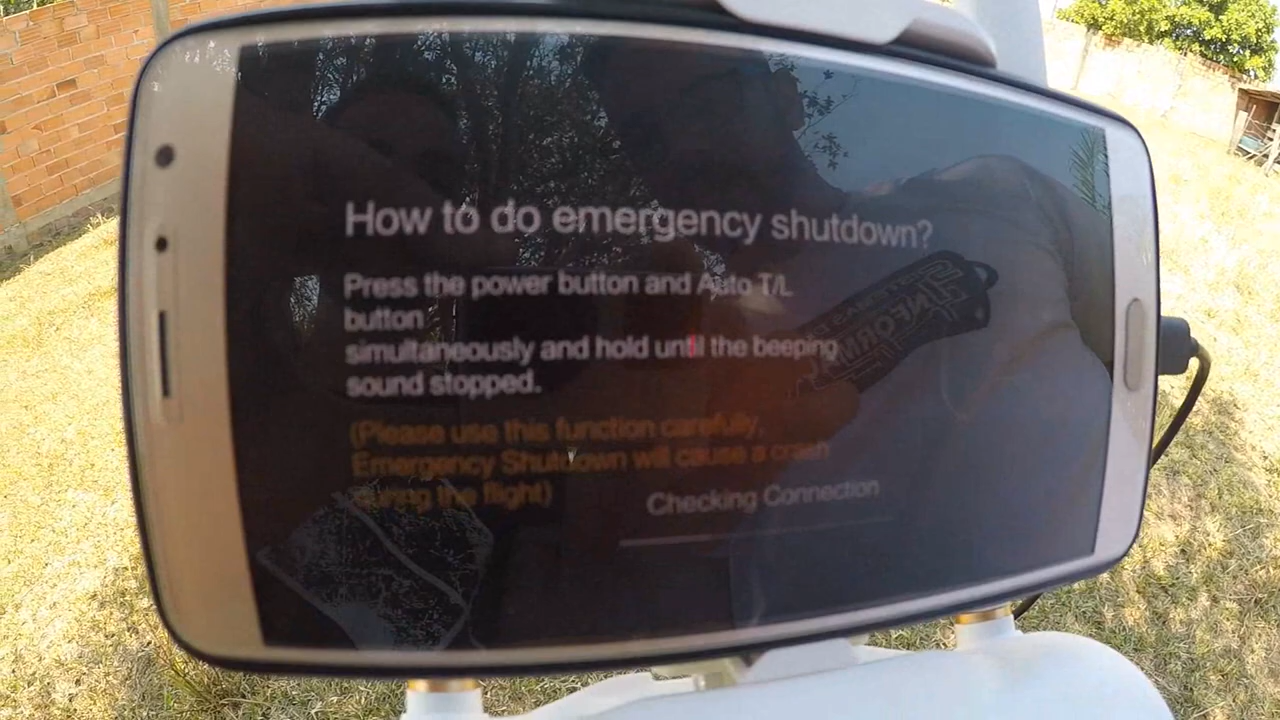 How to do emergency shutdown?
Press the power button and Auto T/L
button
simultaneously and hold until the beeping
sound stopped.
(Please use this function carefully,
Emergency Shutdown will cause a crash
during the flight)
Checking Connection